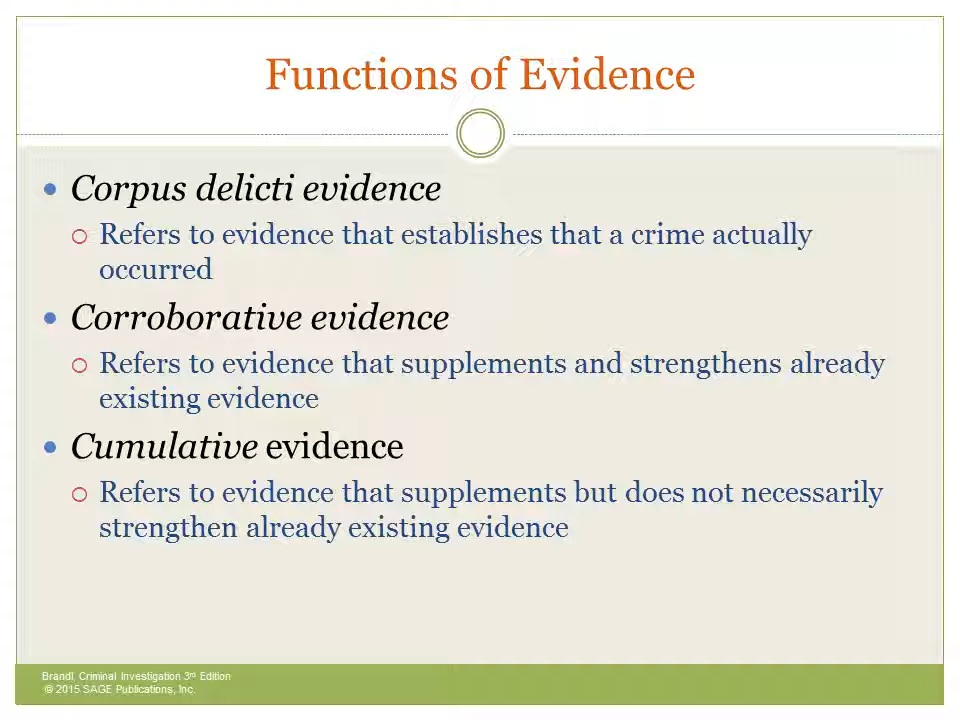 Functions of Evidence
Corpus delicti evidence
Refers to evidence that establishes that a crime actually
occurred
Corroborative evidence
Refers to evidence that supplements and strengthens already
existing evidence
Cumulative evidence
Refers to evidence that supplements but does not necessarily
strengthen already existing evidence
Brandl, Criminal Investigation 3rd Edition
© 2015 SAGE Publications, Inc.